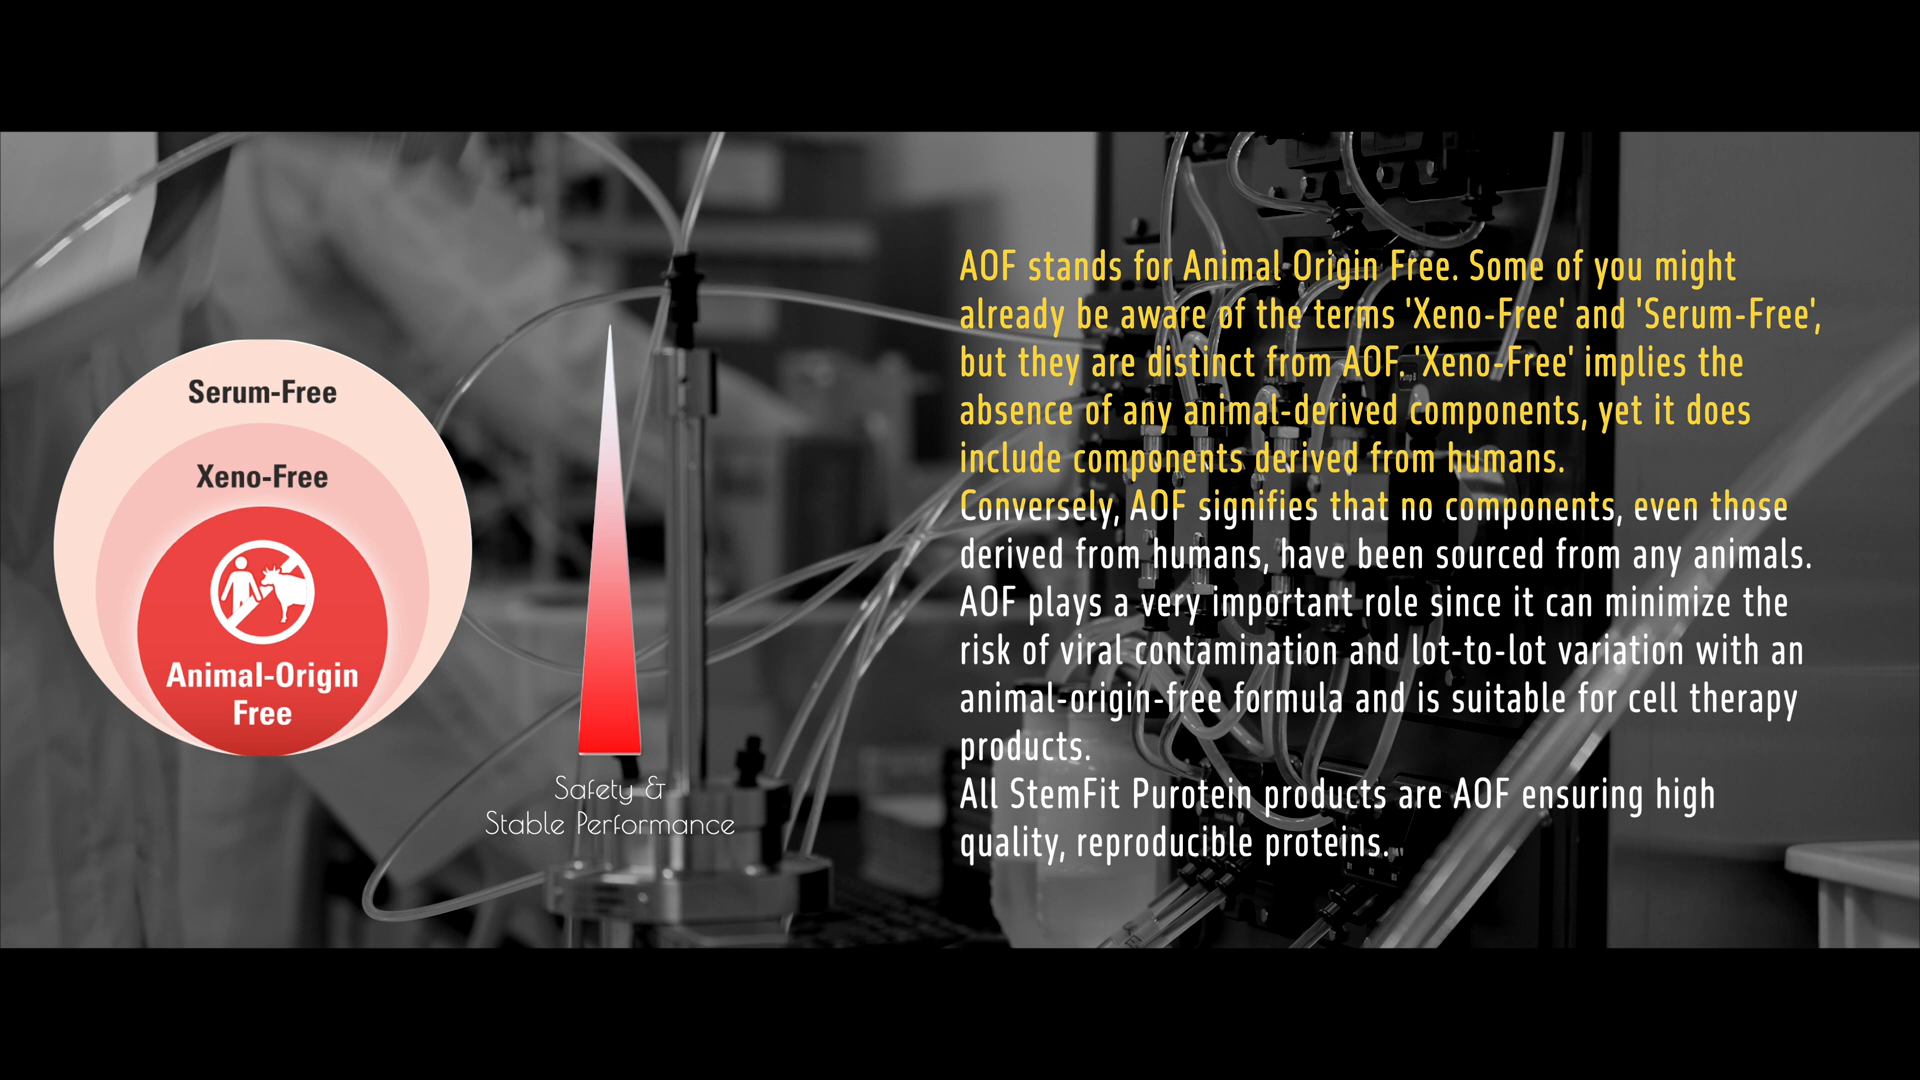 Serum-Free
Xeno-Free
Animal-Origin
Free
Safety &
Stable Performance
AOF stands for Animal Origin Free. Some of you might
already be aware of the terms 'Xeno-Free' and 'Serum-Free',
but they are distinct from AOF. 'Xeno-Free' implies the
absence of any animal-derived components, yet it does
include components derived from humans.
Conversely, AOF signifies that no components, even those
derived from humans, have been sourced from any animals.
AOF plays a very important role since it can minimize the
risk of viral contamination and lot-to-lot variation with an
animal-origin-free formula and is suitable for cell therapy
products.
All StemFit Purotein products are AOF ensuring high
quality, reproducible proteins.